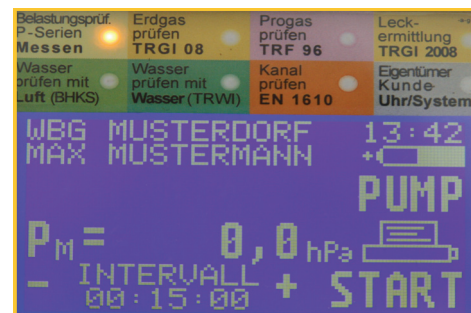 Belastungsprüf.
P-Serien
Messen
Erdgas
prüfen
TRGI 08
Progas
prüfen
TRF 96
Leck-
ermittlung
TRGI 2008
Wasser
prüfen mit
Luft (BHKS)
Wasser
prüfen mit
Wasser (TRWI)
Kanal
prüfen
EN 1610
Eigentümer
Kunde
Uhr/System
WBG MUSTERDORF 13:42
MAX MUSTERMANN
PUMP
PM= 0,0 hPa
- INTERVALL + START
00:15:00